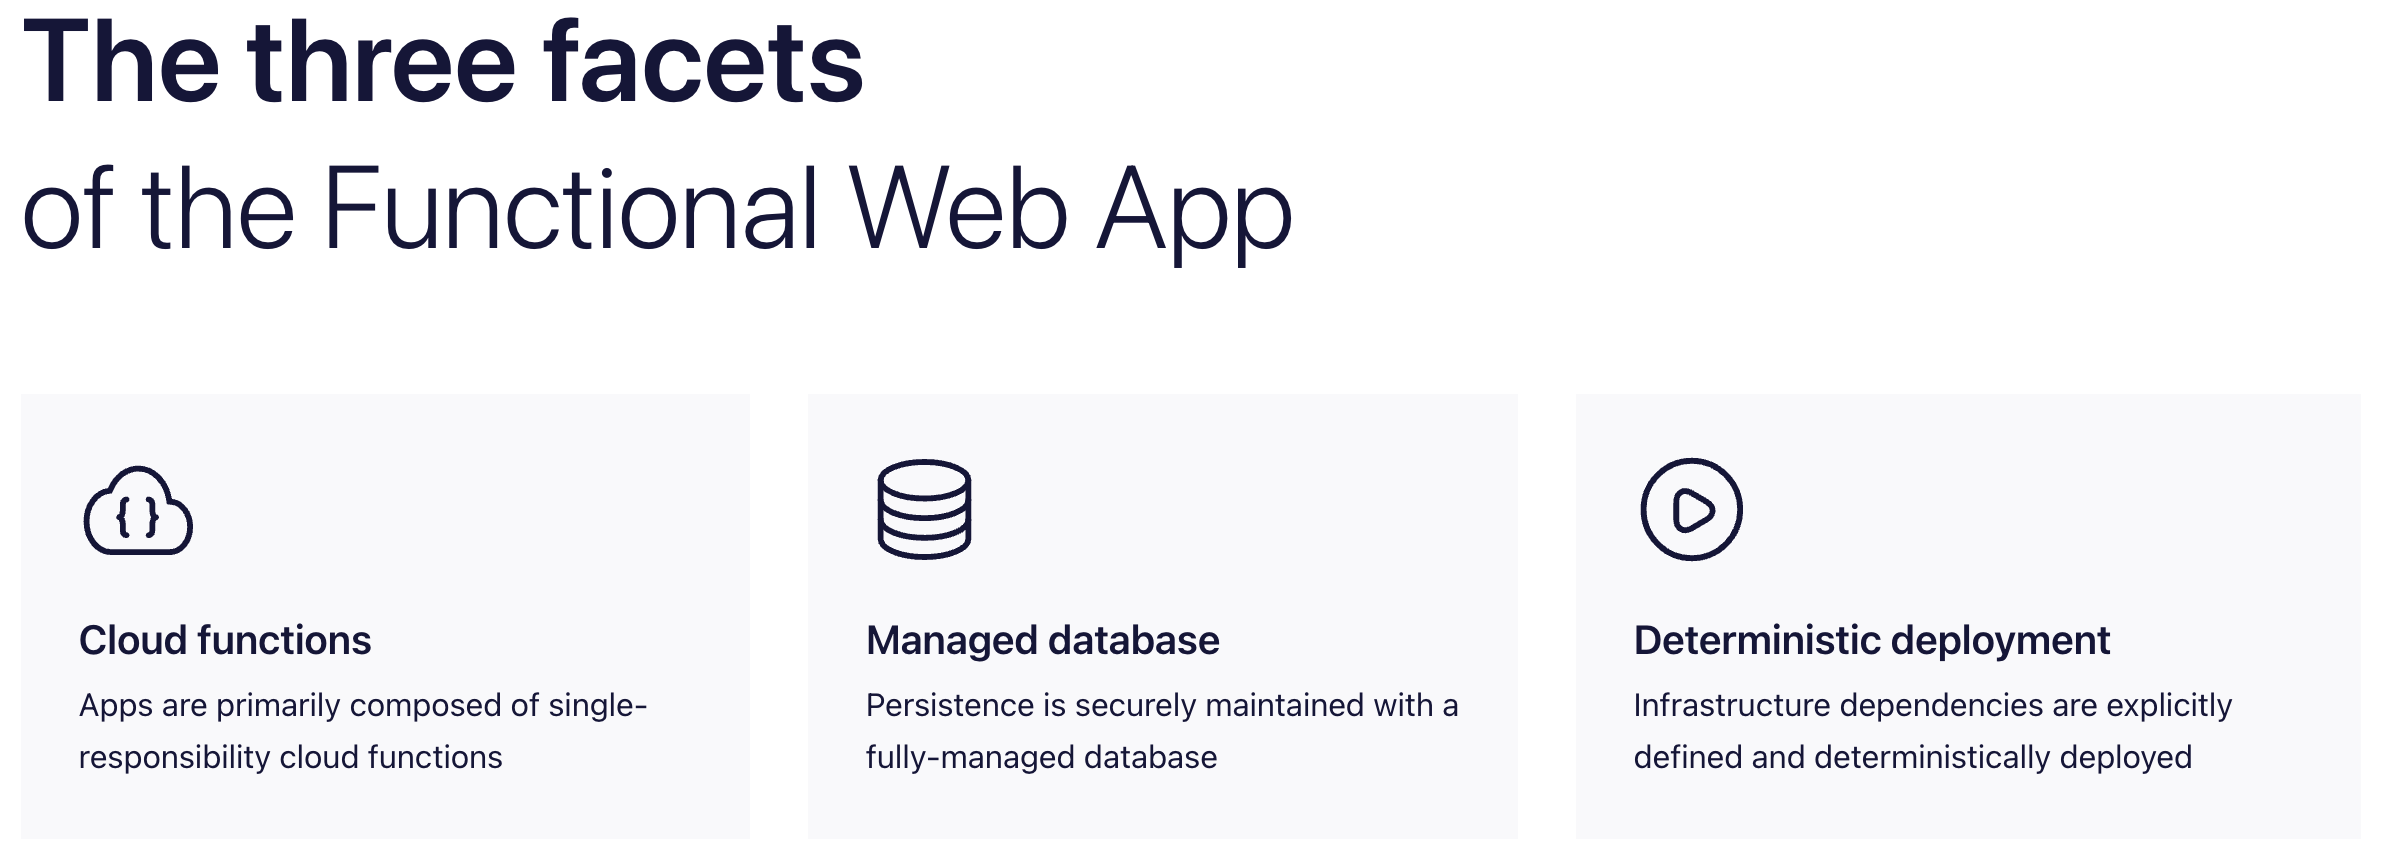 The three facets
of the Functional Web App
{ }
Cloud functions
Apps are primarily composed of single-
responsibility cloud functions
Managed database
Persistence is securely maintained with a
fully-managed database
Deterministic deployment
Infrastructure dependencies are explicitly
defined and deterministically deployed